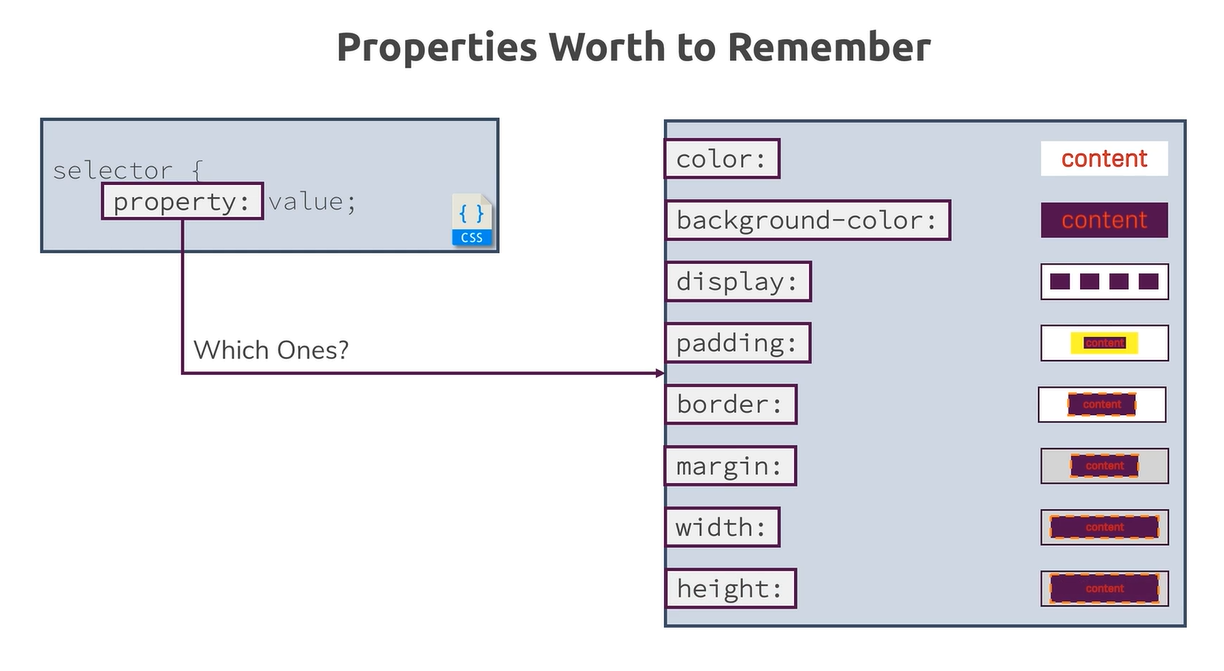 Properties Worth to Remember
selector {
property: value;
{ }
CSS
Which Ones?
color: content
background-color: content
display:
padding: content
border: content
margin: content
width: content
height: content